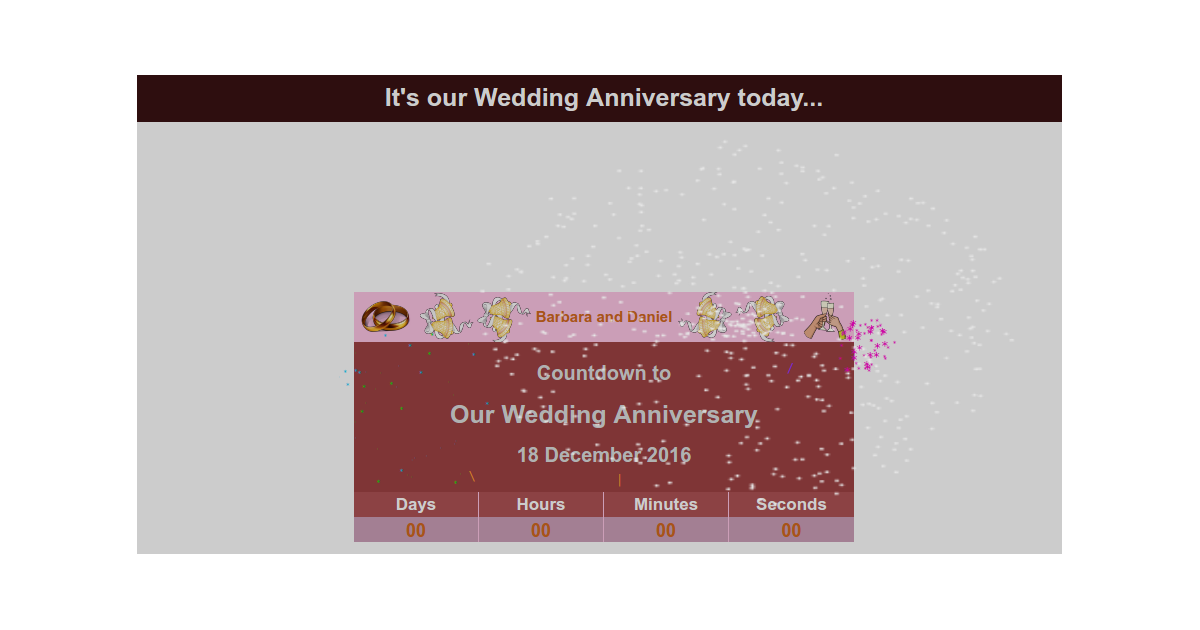 It's our Wedding Anniversary today...
Barbara and Daniel
Countdown to
Our Wedding Anniversary
18 December 2016
Days Hours Minutes Seconds
00 00 00 00